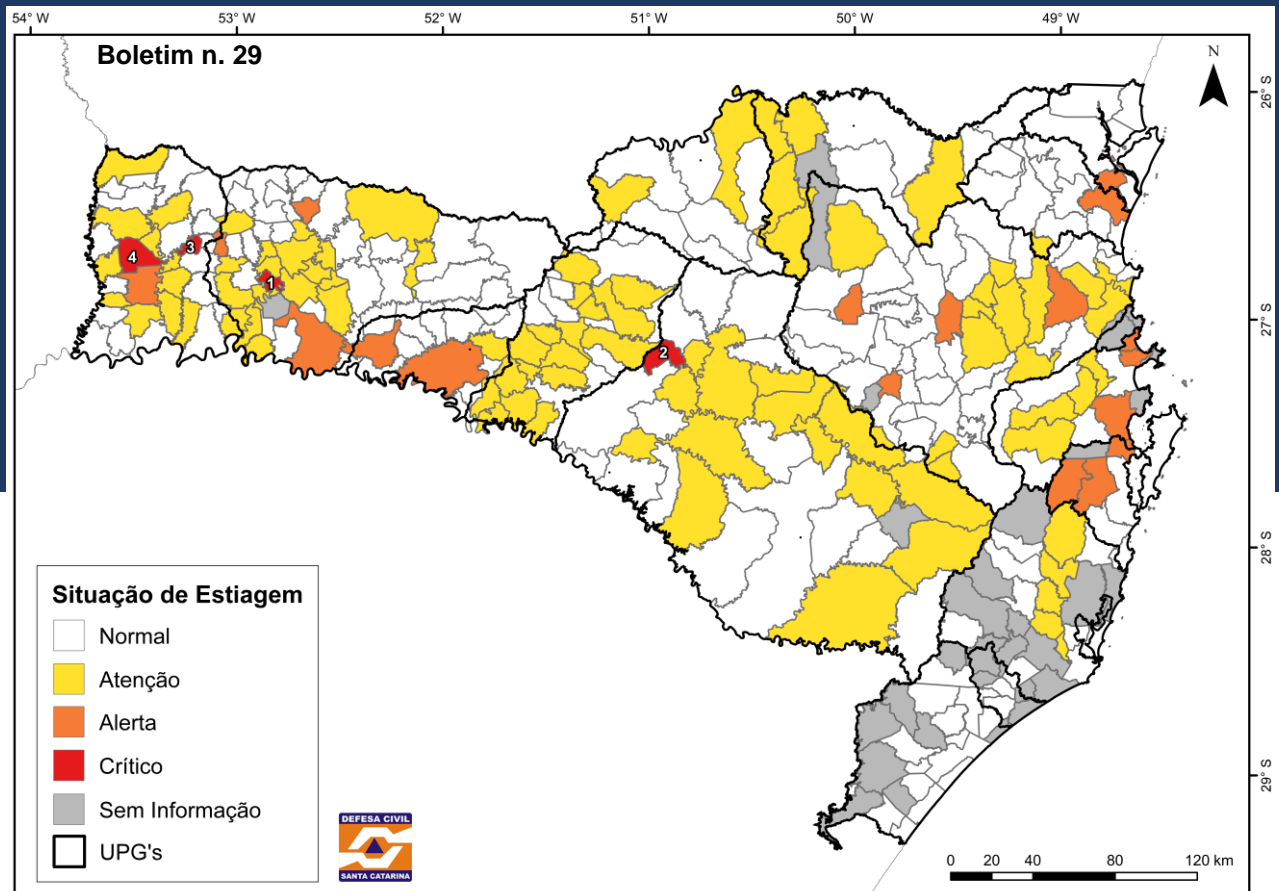 54° W 53° W 52° W 51° W 50° W 49° W
Boletim n. 29
N
26° S
27° S
28° S
29° S
1
2
3
4
Situação de Estiagem
Normal
Atenção
Alerta
Crítico
Sem Informação
UPG's
DEFESA CIVIL
SANTA CATARINA
0 20 40 80 120 km